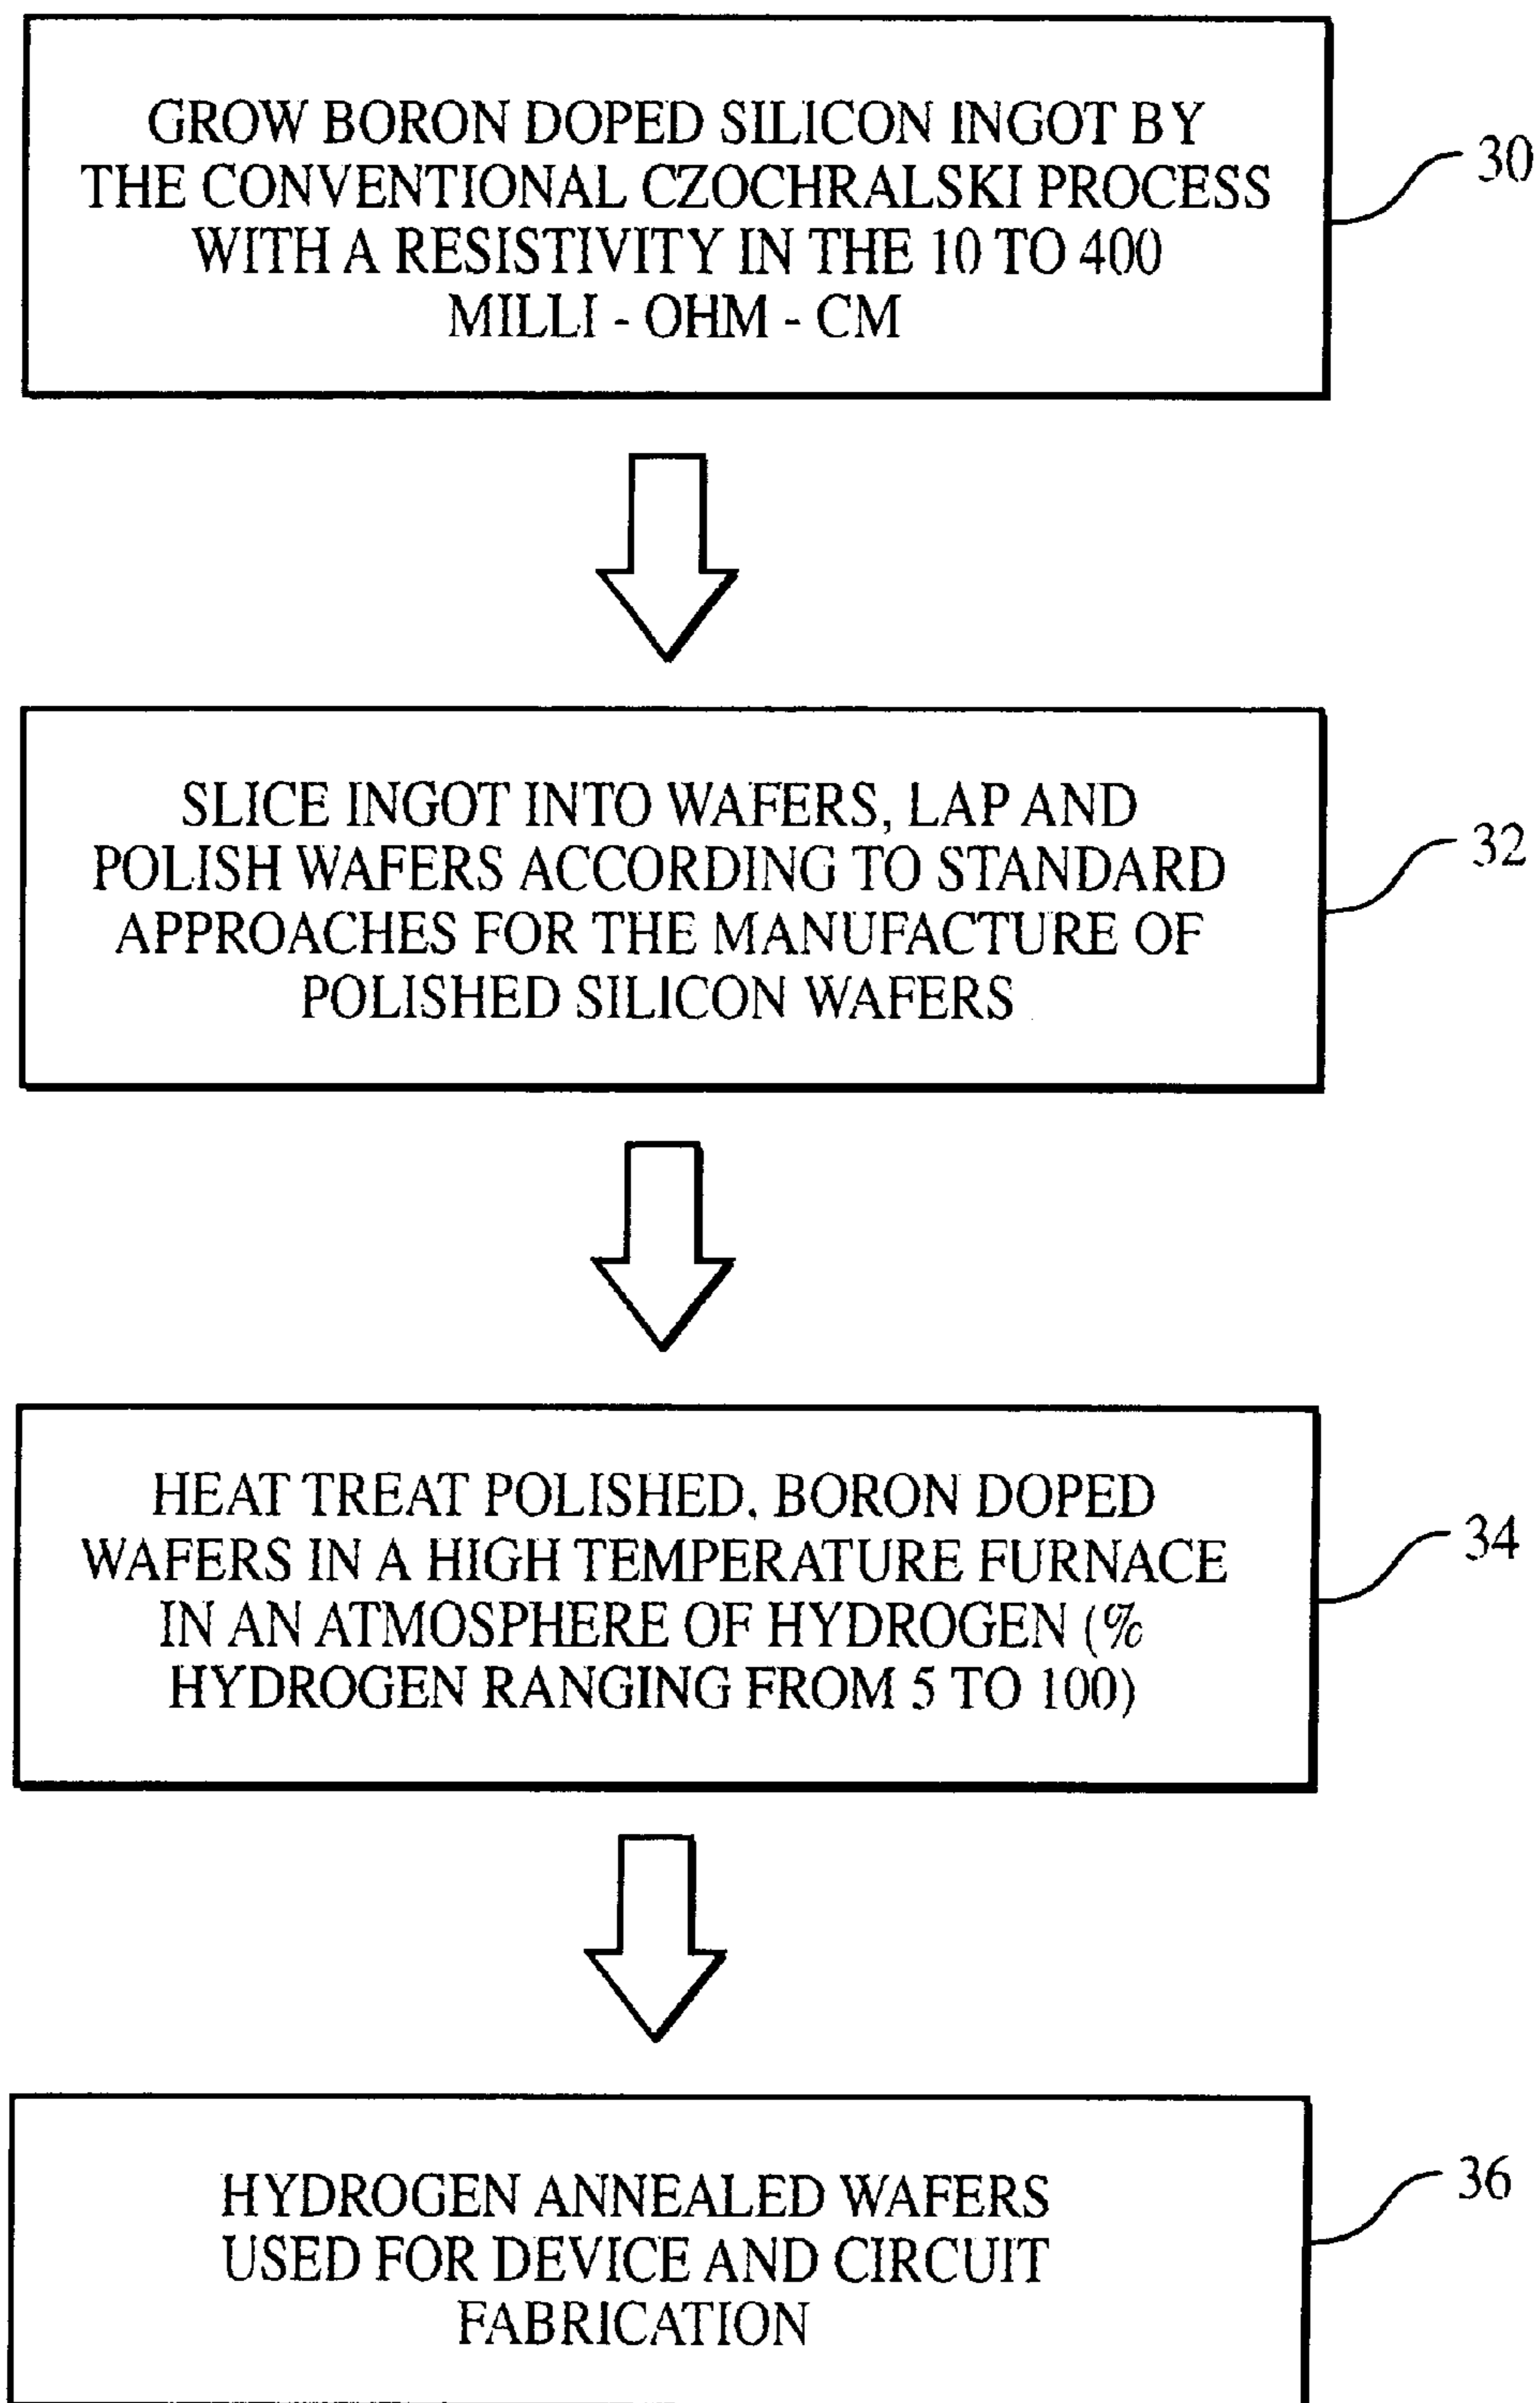 GROW BORON DOPED SILICON INGOT BY
THE CONVENTIONAL CZOCHRALSKI PROCESS
WITH A RESISTIVITY IN THE 10 TO 400
MILLI - OHM - CM
30
SLICE INGOT INTO WAFERS, LAP AND
POLISH WAFERS ACCORDING TO STANDARD
APPROACHES FOR THE MANUFACTURE OF
POLISHED SILICON WAFERS
32
HEAT TREAT POLISHED, BORON DOPED
WAFERS IN A HIGH TEMPERATURE FURNACE
IN AN ATMOSPHERE OF HYDROGEN (%
HYDROGEN RANGING FROM 5 TO 100)
34
HYDROGEN ANNEALED WAFERS
USED FOR DEVICE AND CIRCUIT
FABRICATION
36